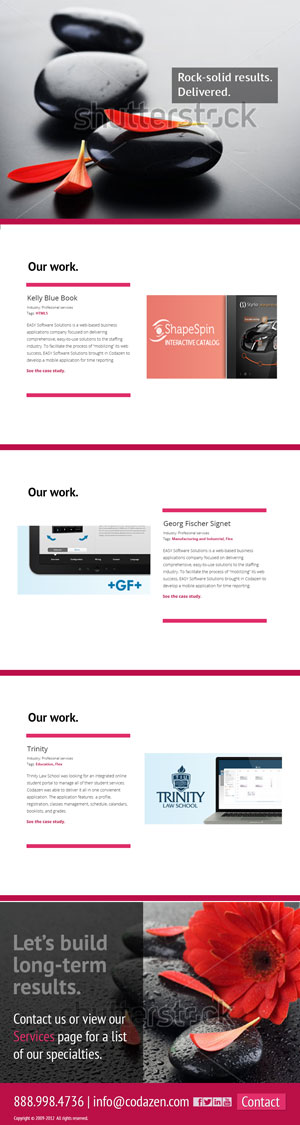 Rock-solid results.
Delivered.
shutterstock
Our work.
Kelly Blue Book
Industry: Professional services
Tags: HTML5
EASY Software Solutions is a web-based business
applications company focused on delivering
comprehensive, easy-to-use solutions to the staffing
industry. To facilitate the process of "mobilizing" its web
success, EASY Software Solutions brought in Codazen to
develop a mobile application for time reporting.
See the case study.
ShapeSpin
INTERACTIVE CATALOG
Our work.
Georg Fischer Signet
Industry: Professional services
Tags: Manufacturing and Industrial, Flex
EASY Software Solutions is a web-based business
applications company focused on delivering
comprehensive, easy-to-use solutions to the staffing
industry. To facilitate the process of "mobilizing" its web
success, EASY Software Solutions brought in Codazen to
develop a mobile application for time reporting.
See the case study.
+GF+
Our work.
Trinity
Industry: Professional services
Tags: Education, Flex
Trinity Law School was looking for an integrated online
student portal to manage all of their student services.
Codazen was able to deliver it all in one convenient
application. The application features: a profile,
registration, classes management, schedule, calendars,
bookstore, and grades.
See the case study.
TRINITY
LAW SCHOOL
Let's build
long-term
results.
shutterstock
Contact us or view our
Services page for a list
of our specialties.
888.998.4736 | info@codazen.com
Contact
Copyright © 2009-2012 All rights reserved.